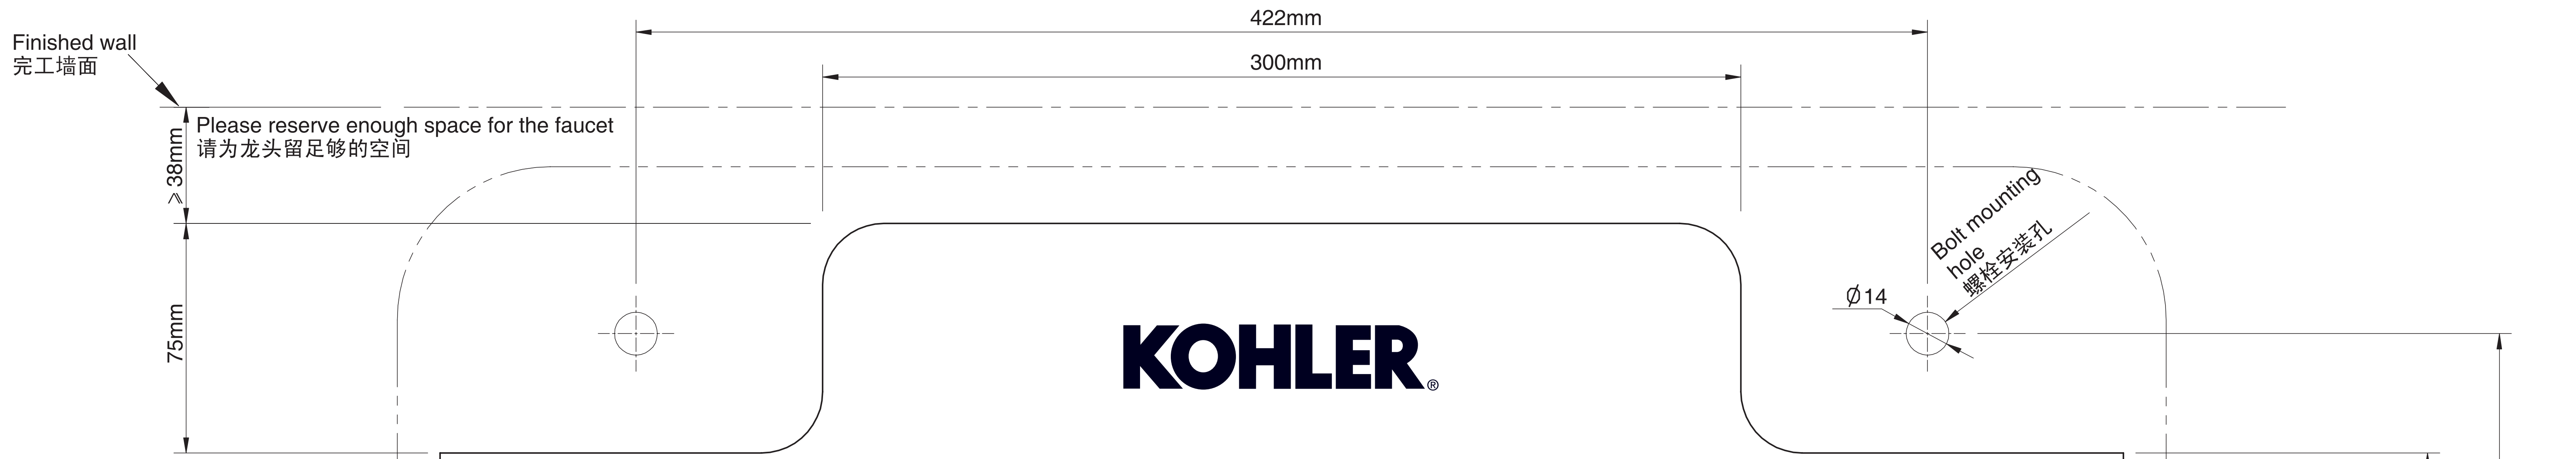 422mm
Finished wall
完工墙面
300mm
Please reserve enough space for the faucet
请为龙头留足够的空间
≥38mm
Bolt mounting
hole
螺栓安装孔
Ø14
75mm
KOHLER®